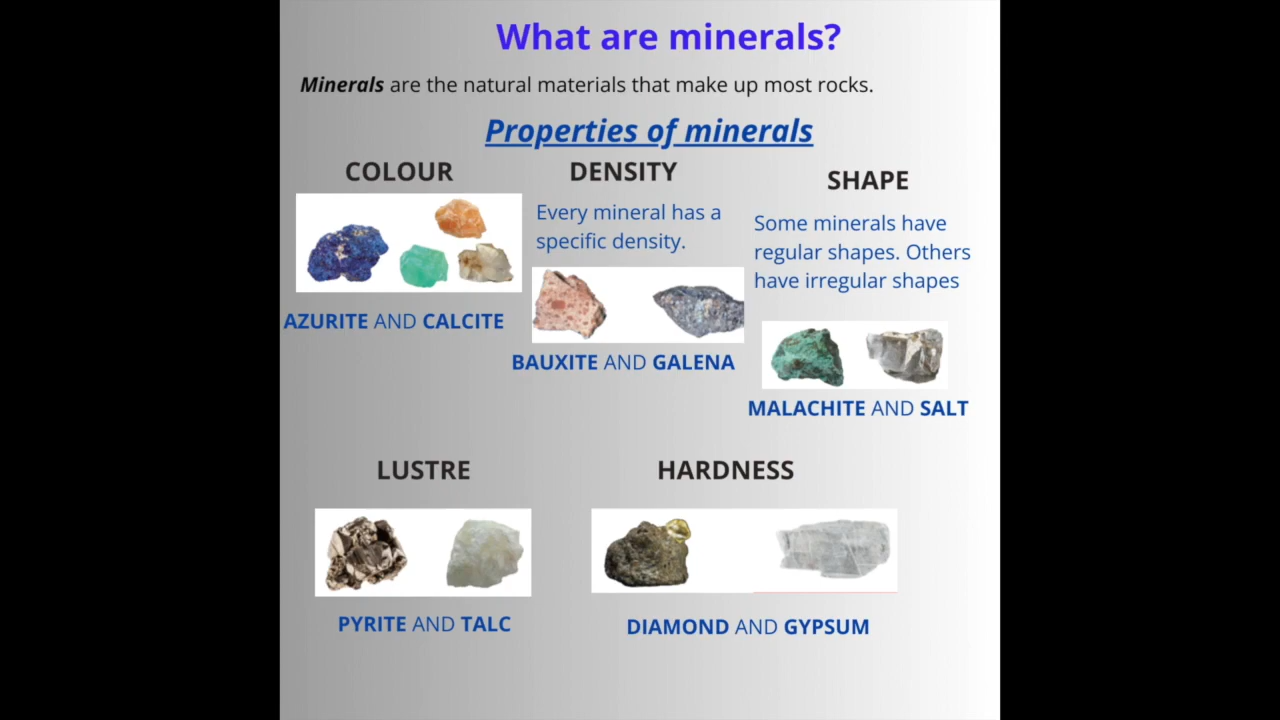 What are minerals?
Minerals are the natural materials that make up most rocks.
Properties of minerals
COLOUR
AZURITE AND CALCITE
DENSITY
Every mineral has a
specific density.
BAUXITE AND GALENA
SHAPE
Some minerals have
regular shapes. Others
have irregular shapes
MALACHITE AND SALT
LUSTRE
PYRITE AND TALC
HARDNESS
DIAMOND AND GYPSUM